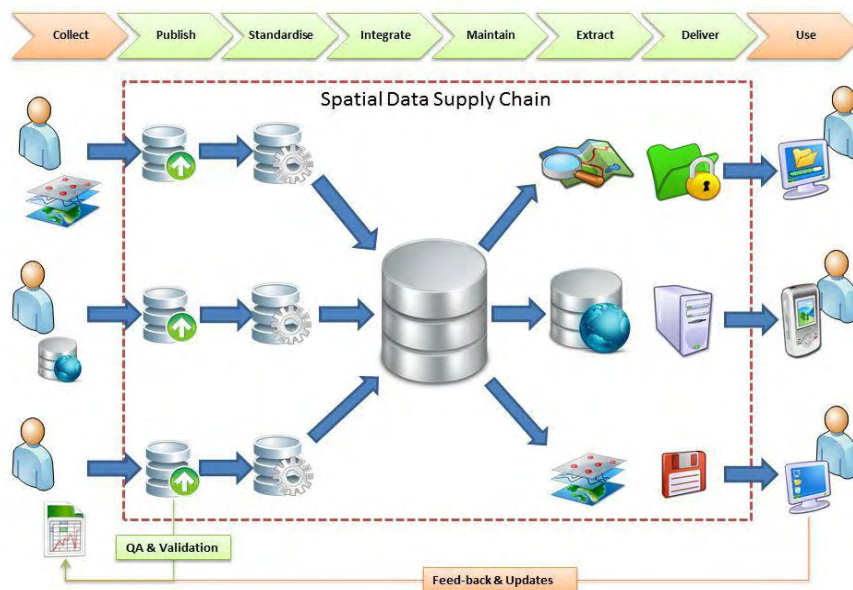 Collect
Publish
Standardise
Integrate
Maintain
Extract
Deliver
Use
Spatial Data Supply Chain
QA & Validation
Feed-back & Updates